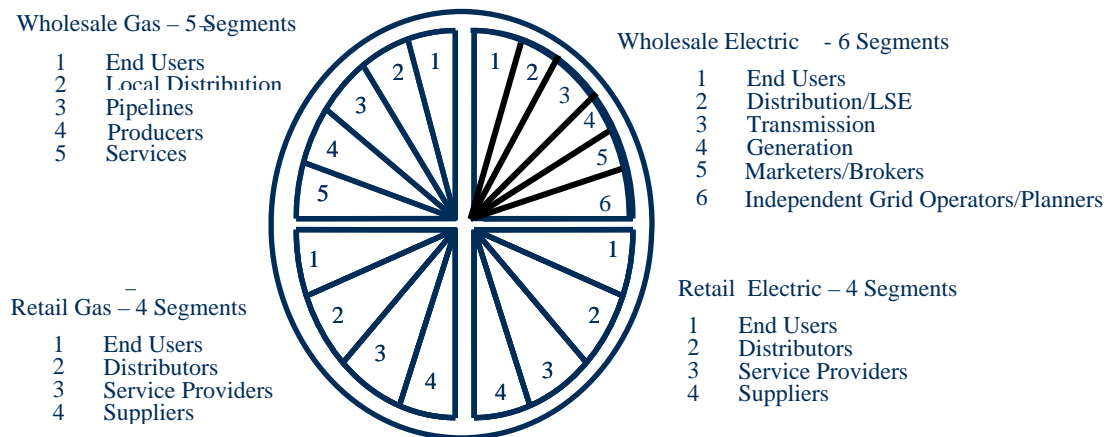 Wholesale Gas – 5 Segments
1 End Users
2 Local Distribution
3 Pipelines
4 Producers
5 Services
Wholesale Electric - 6 Segments
1 End Users
2 Distribution/LSE
3 Transmission
4 Generation
5 Marketers/Brokers
6 Independent Grid Operators/Planners
5 4 3 2 1
1 2 3 4 5 6
1 2 3 4
4 3 2 1
–
Retail Gas – 4 Segments
1 End Users
2 Distributors
3 Service Providers
4 Suppliers
Retail Electric – 4 Segments
1 End Users
2 Distributors
3 Service Providers
4 Suppliers